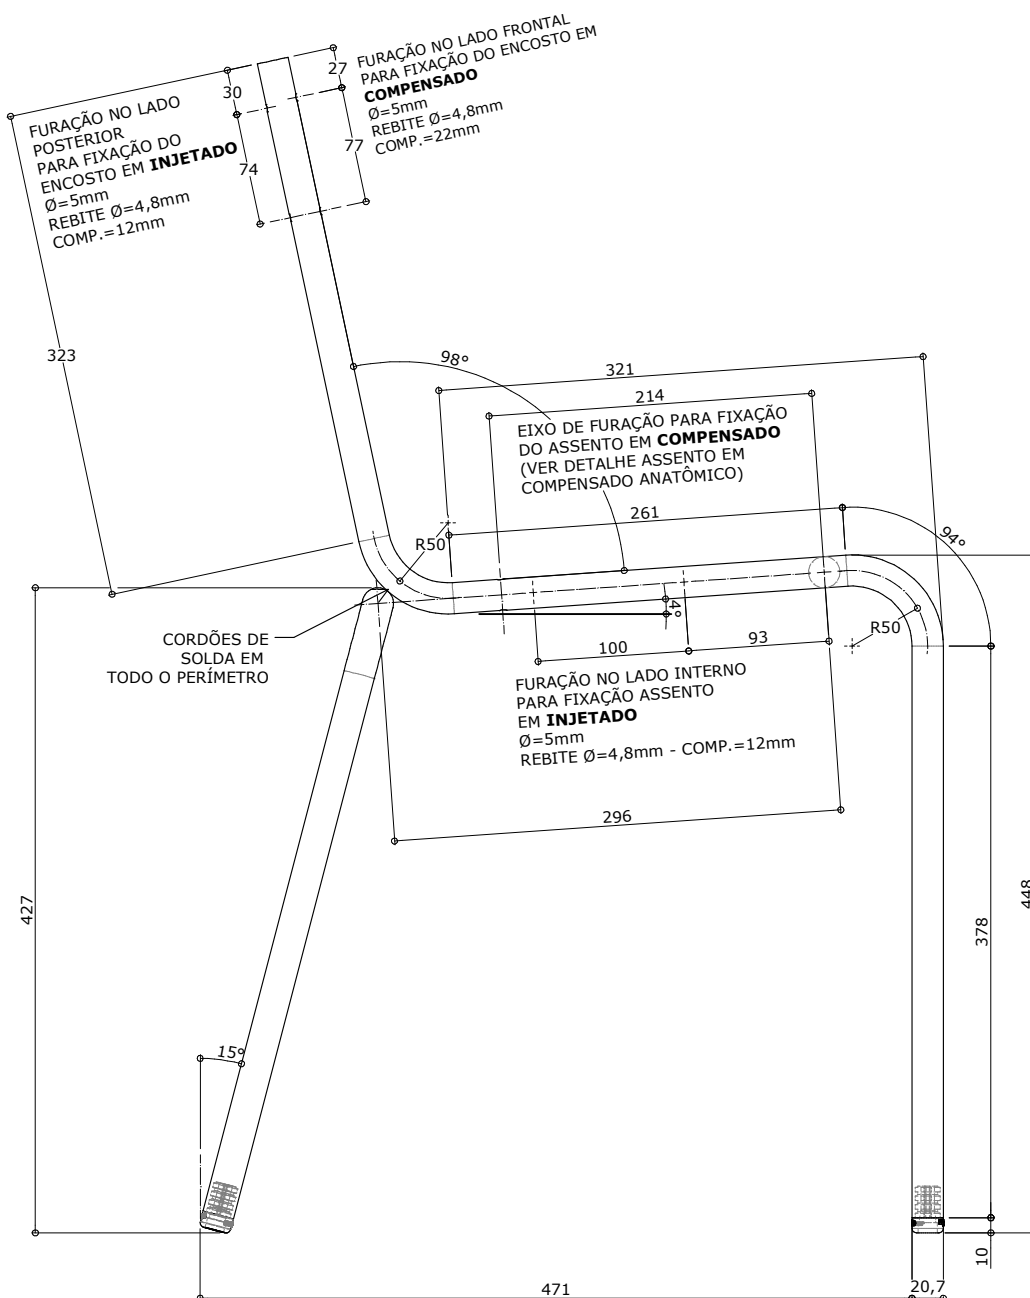 FURAÇÃO NO LADO FRONTAL
PARA FIXAÇÃO DO ENCOSTO EM
COMPENSADO
Ø=5mm
REBITE Ø=4,8mm
COMP.=22mm
27
30
77
74
FURAÇÃO NO LADO
POSTERIOR
PARA FIXAÇÃO DO
ENCOSTO EM INJETADO
Ø=5mm
REBITE Ø=4,8mm
COMP.=12mm
323
98°
321
214
EIXO DE FURAÇÃO PARA FIXAÇÃO
DO ASSENTO EM COMPENSADO
(VER DETALHE ASSENTO EM
COMPENSADO ANATÔMICO)
261
94°
R50
4°
R50
CORDÕES DE
SOLDA EM
TODO O PERÍMETRO
100
93
FURAÇÃO NO LADO INTERNO
PARA FIXAÇÃO ASSENTO
EM INJETADO
Ø=5mm
REBITE Ø=4,8mm - COMP.=12mm
296
427
448
378
15°
10
471
20,7